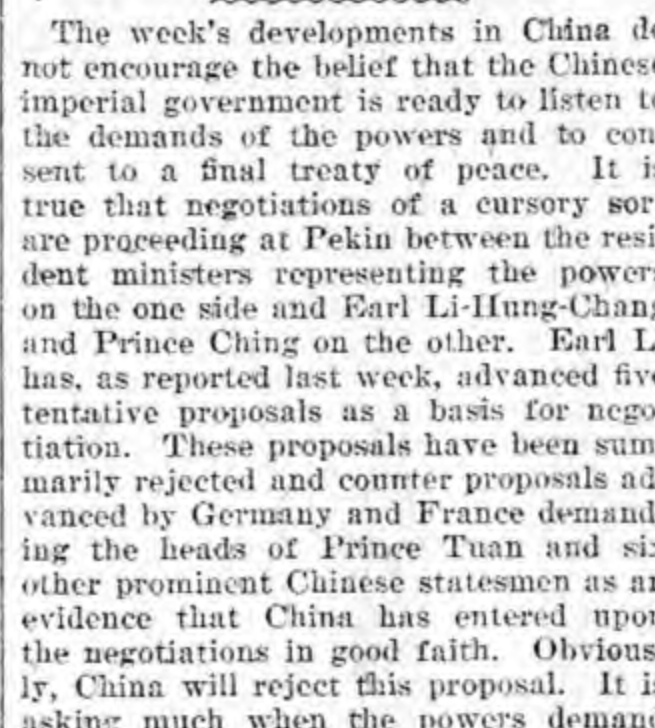 The week's developments in China do
not encourage the belief that the Chinese
imperial government is ready to listen to
the demands of the powers and to con
sent to a final treaty of peace. It is
true that negotiations of a cursory sor
are proceeding at Pekin between the resi
dent ministers representing the powers
on the one side and Earl Li-Hung-Chang
and Prince Ching on the other. Earl L
has, as reported last week, advanced five
tentative proposals as a basis for nego
tiation. These proposals have been sum
marily rejected and counter proposals ad
vanced by Germany and France demand
ing the heads of Prince Tuan and six
other prominent Chinese statesmen as an
evidence that China has entered upon
the negotiations in good faith. Obvious
ly, China will reject this proposal. It is
asking much when the powers demand